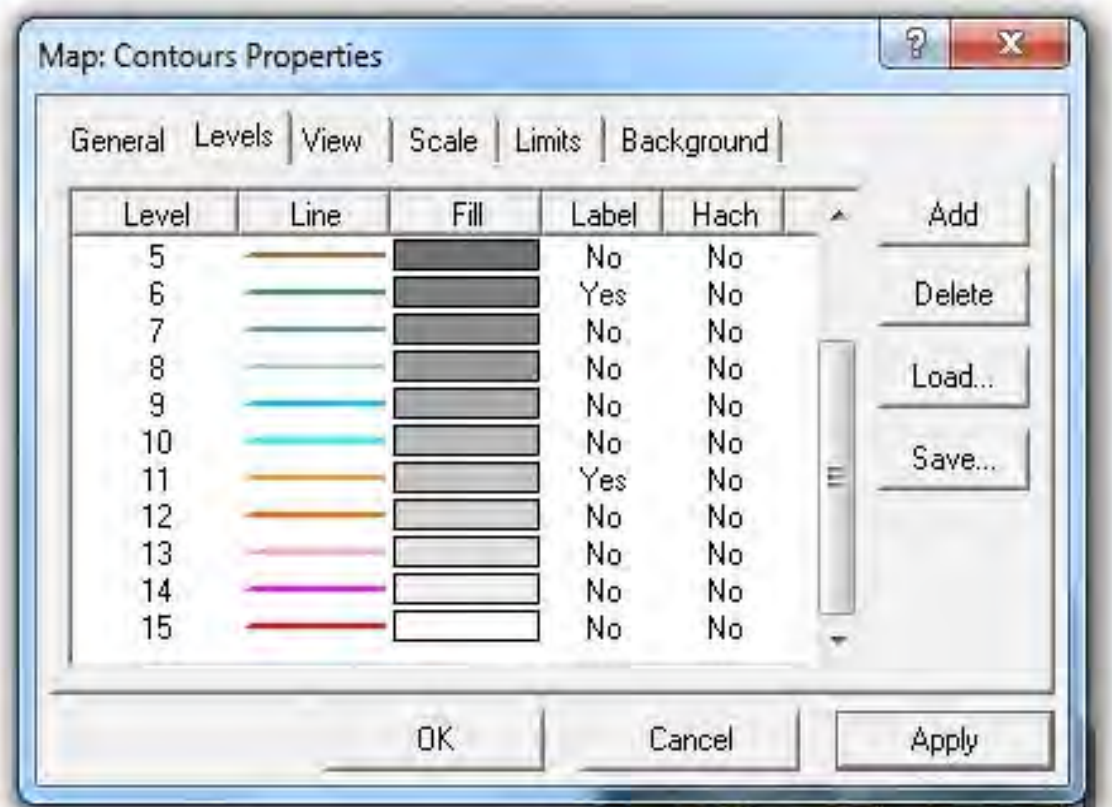 Map: Contours Properties
General Levels View Scale Limits Background
Level Line Fill Label Hach Add
5 No No
6 Yes No Delete
7 No No
8 No No Load...
9 No No
10 No No
11 Yes No Save...
12 No No
13 No No
14 No No
15 No No
OK Cancel Apply